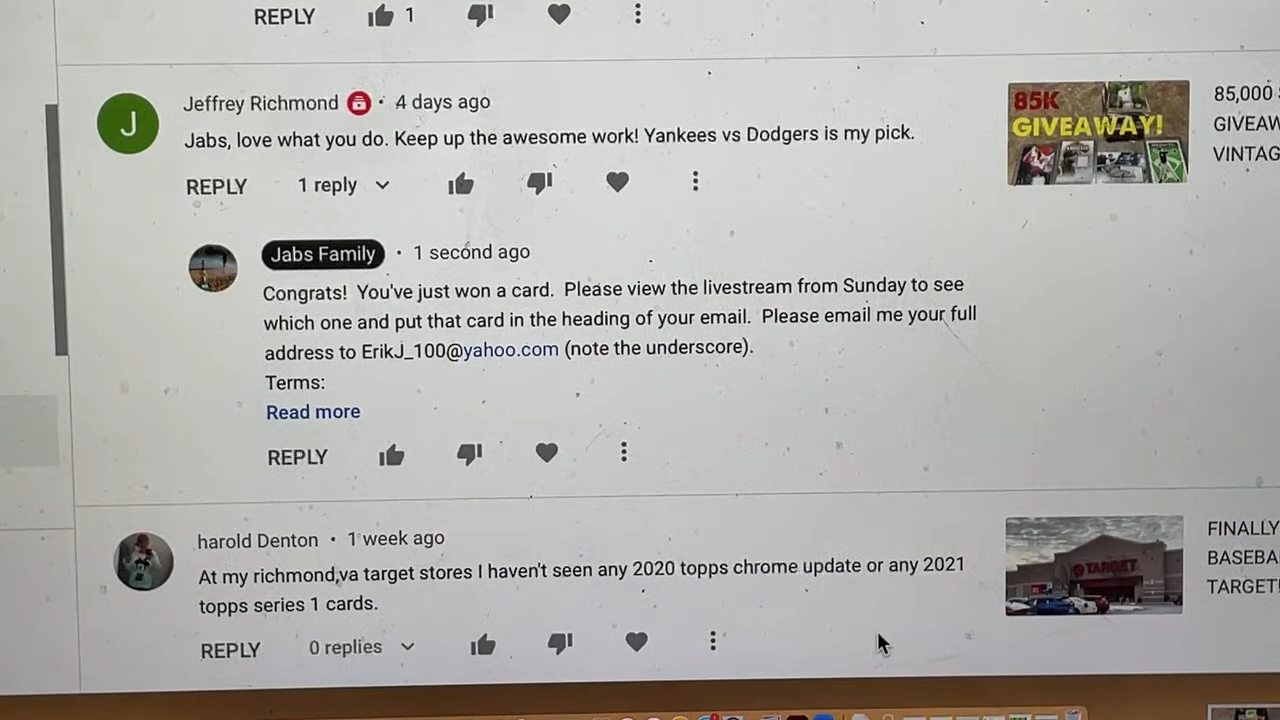 REPLY 1
Jeffrey Richmond · 4 days ago
J
Jabs, love what you do. Keep up the awesome work! Yankees vs Dodgers is my pick.
REPLY 1 reply
85K
GIVEAWAY!
85,000
GIVEAW
VINTAG
Jabs Family · 1 second ago
Congrats! You've just won a card. Please view the livestream from Sunday to see
which one and put that card in the heading of your email. Please email me your full
address to ErikJ_100@yahoo.com (note the underscore).
Terms:
Read more
REPLY
harold Denton · 1 week ago
At my richmond,va target stores I haven't seen any 2020 topps chrome update or any 2021
topps series 1 cards.
REPLY 0 replies
TARGET
FINALLY
BASEBA
TARGET!